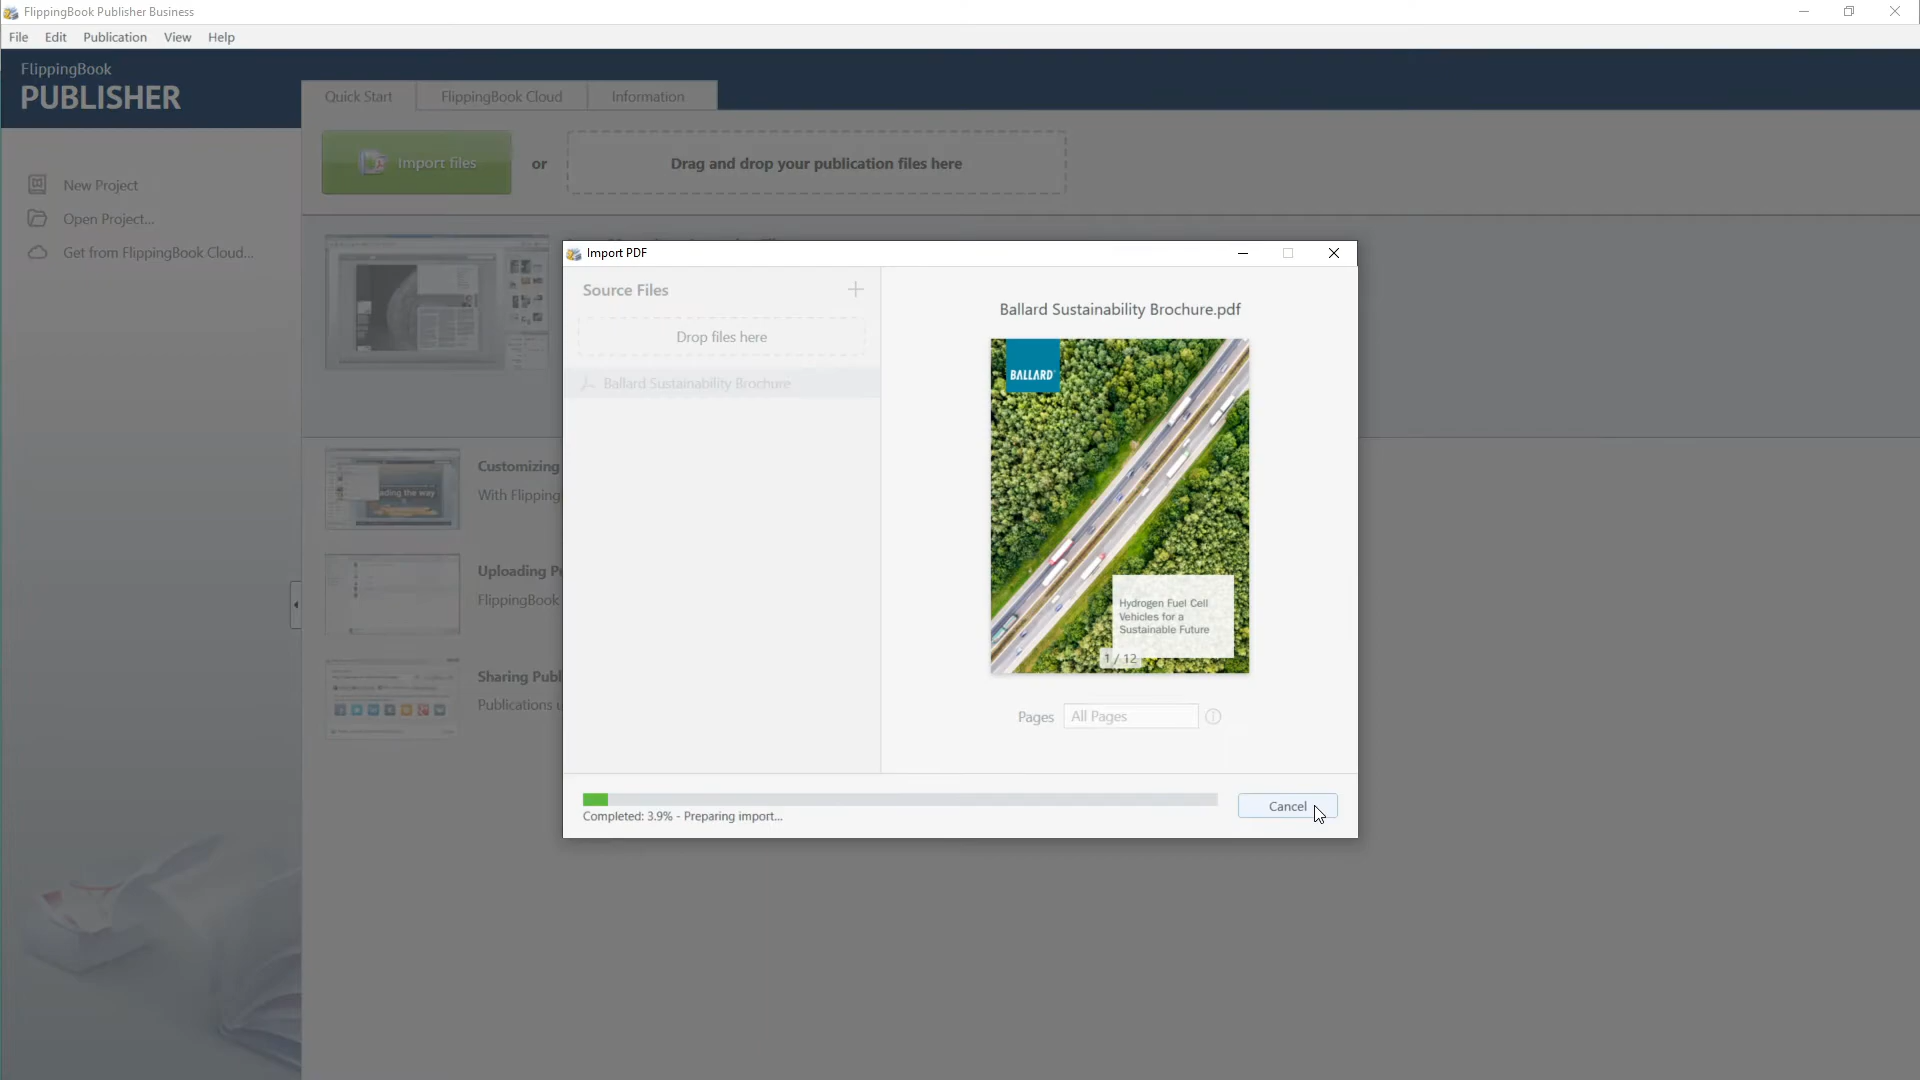 FlippingBook Publisher Business
File Edit Publication View Help
FlippingBook
PUBLISHER
Quick Start FlippingBook Cloud Information
Import files or Drag and drop your publication files here
New Project
Open Project...
Get from FlippingBook Cloud...
Import PDF
Source Files
Drop files here
Ballard Sustainability Brochure
Ballard Sustainability Brochure.pdf
BALLARD
Hydrogen Fuel Cell
Vehicles for a
Sustainable Future
1 / 12
Pages All Pages
Completed: 3.9% - Preparing import...
Cancel
Customizing
With Flipping
ading the way
Uploading P
FlippingBook
Sharing Publ
Publications u